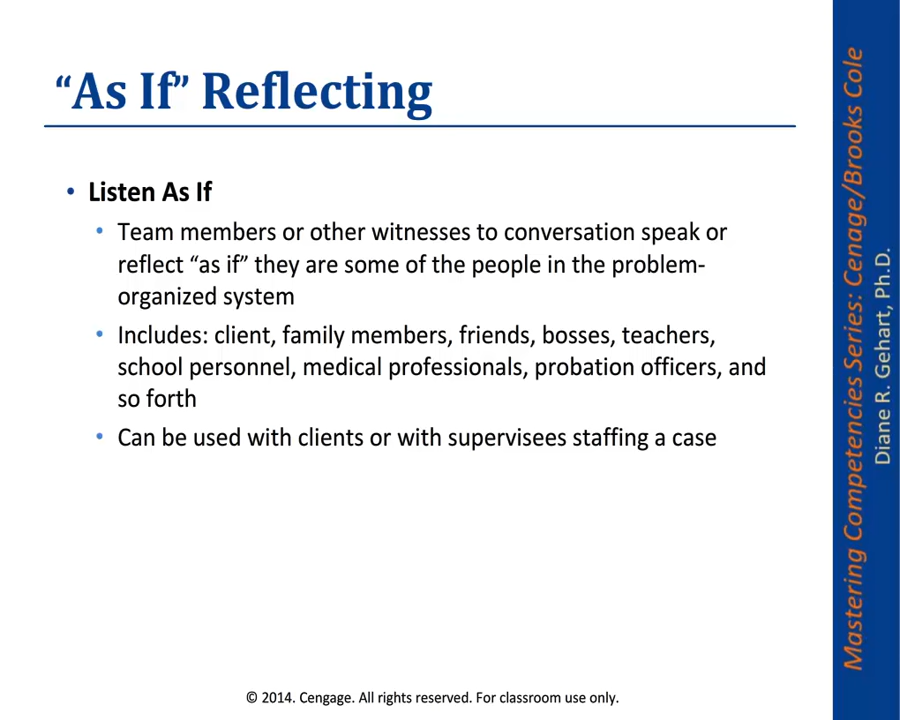 “As If” Reflecting
• Listen As If
• Team members or other witnesses to conversation speak or
reflect “as if” they are some of the people in the problem-
organized system
• Includes: client, family members, friends, bosses, teachers,
school personnel, medical professionals, probation officers, and
so forth
• Can be used with clients or with supervisees staffing a case
© 2014. Cengage. All rights reserved. For classroom use only.
Mastering Competencies Series: Cenage/Brooks Cole
Diane R. Gehart, Ph.D.